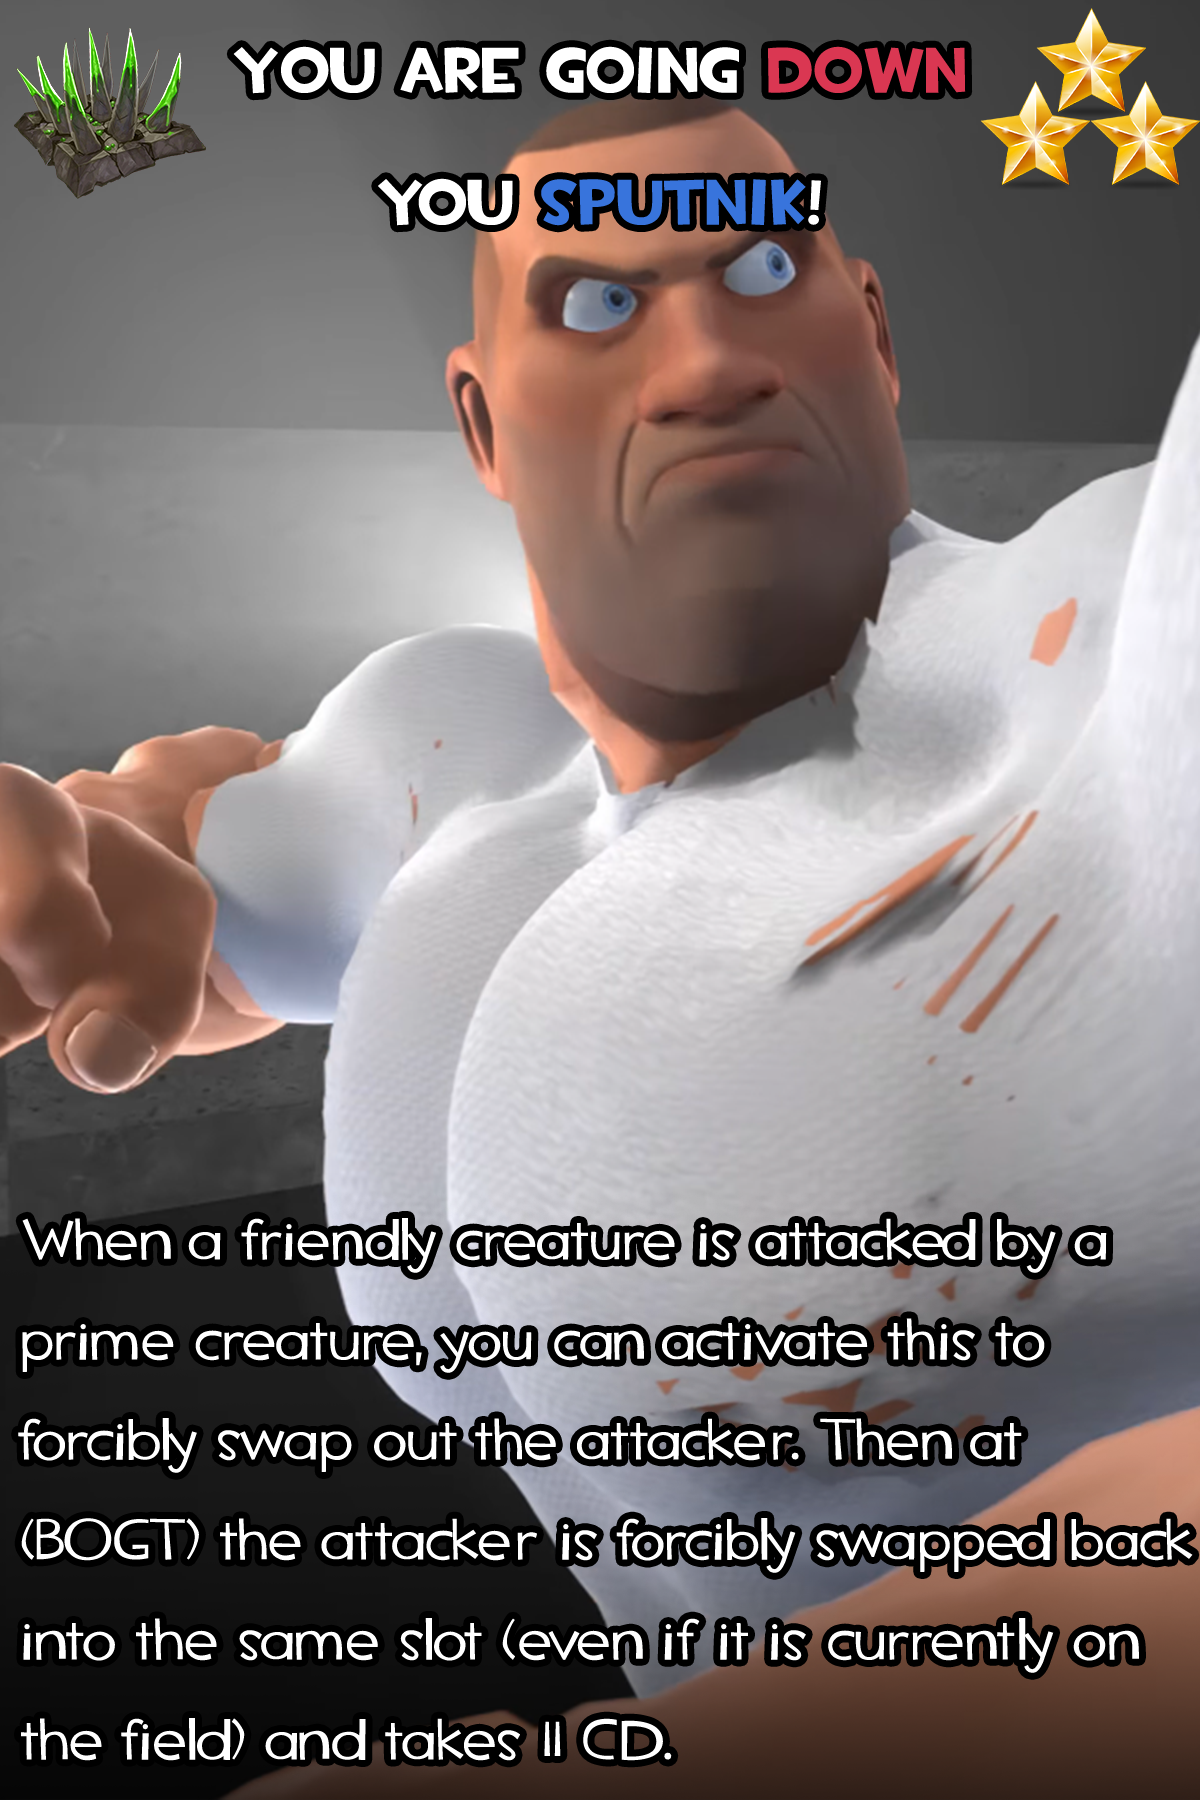 YOU ARE GOING DOWN
YOU SPUTNIK!
When a friendly creature is attacked by a
prime creature, you can activate this to
forcibly swap out the attacker. Then at
(BOGT) the attacker is forcibly swapped back
into the same slot (even if it is currently on
the field) and takes 11 CD.